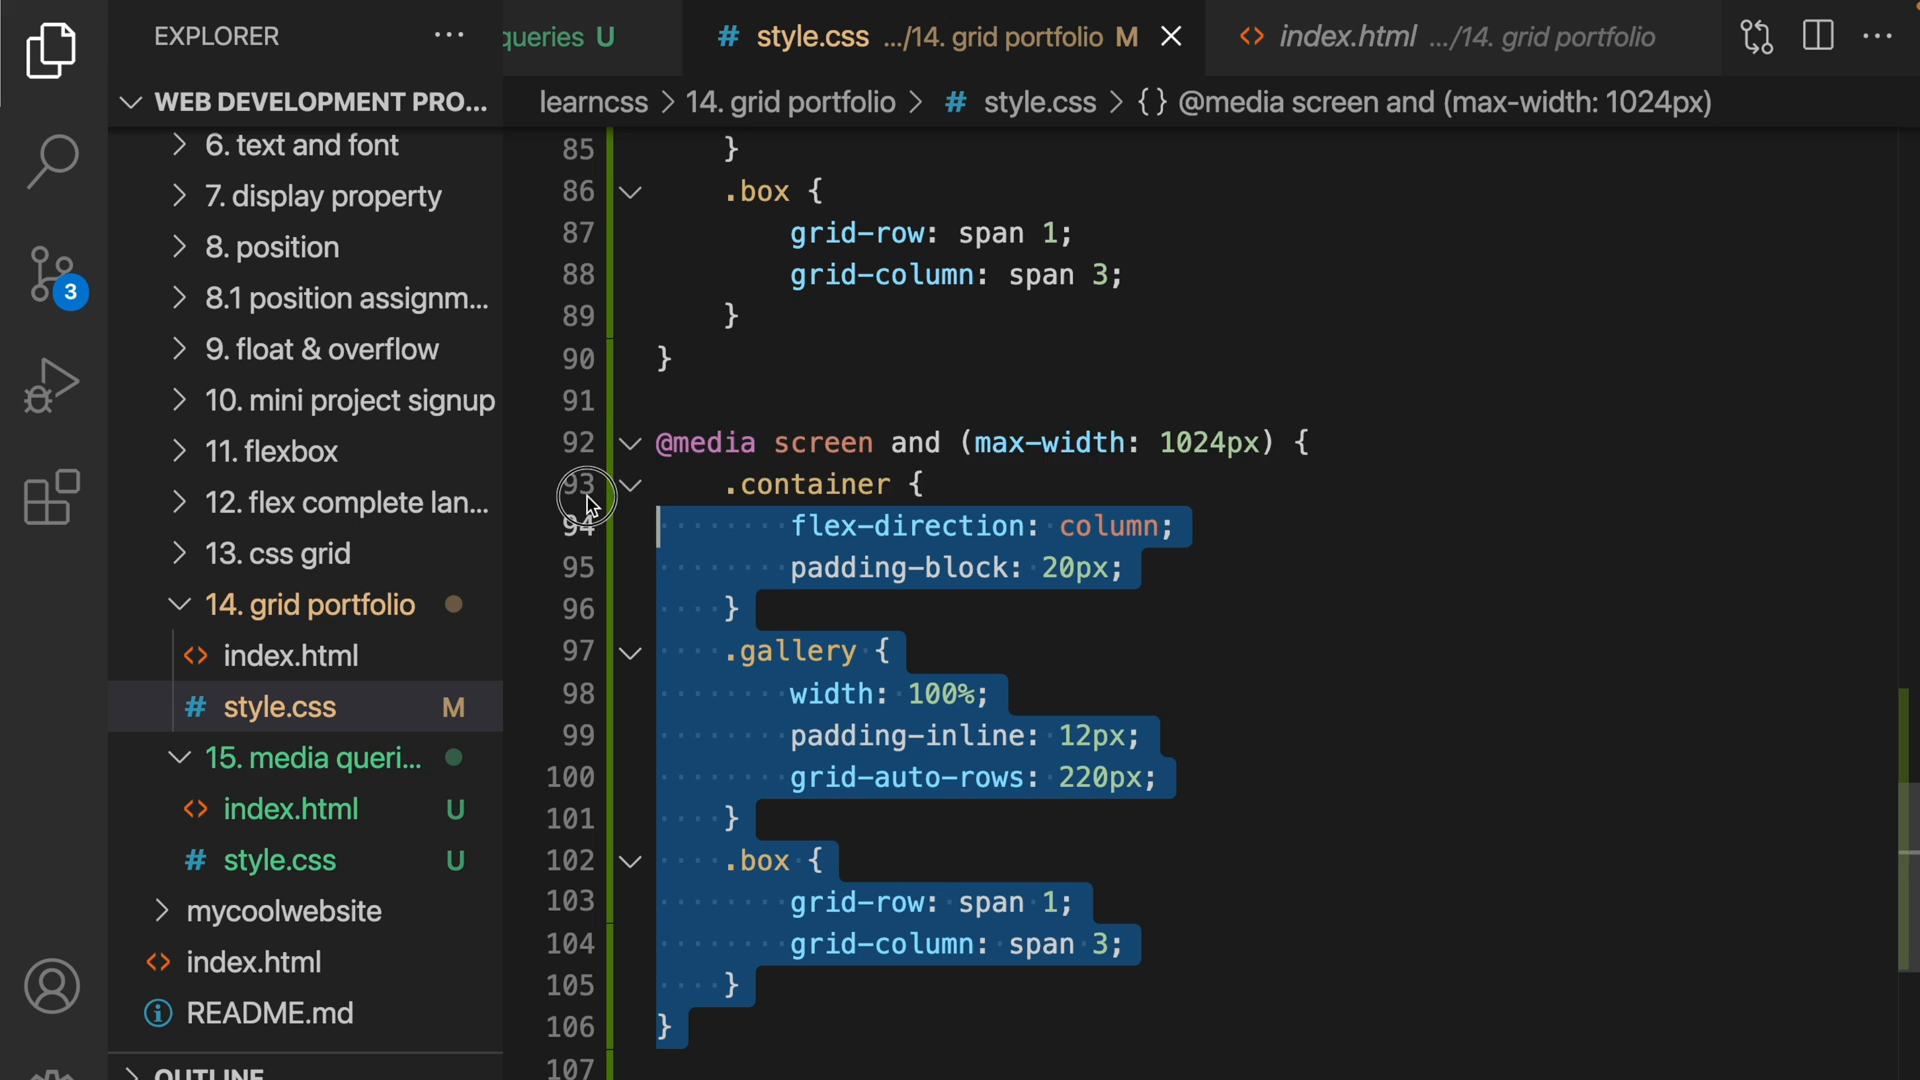 EXPLORER
queries U
# style.css .../14. grid portfolio M
<> index.html .../14. grid portfolio
WEB DEVELOPMENT PRO...
learncss > 14. grid portfolio > # style.css > {} @media screen and (max-width: 1024px)
6. text and font
7. display property
8. position
8.1 position assignm...
9. float & overflow
10. mini project signup
11. flexbox
12. flex complete lan...
13. css grid
14. grid portfolio
<> index.html
# style.css M
15. media queri...
<> index.html U
# style.css U
mycoolwebsite
<> index.html
README.md
OUTLINE
3
85 }
86 .box {
87 grid-row: span 1;
88 grid-column: span 3;
89 }
90 }
91
92 @media screen and (max-width: 1024px) {
93 .container {
94 flex-direction: column;
95 padding-block: 20px;
96 }
97 .gallery {
98 width: 100%;
99 padding-inline: 12px;
100 grid-auto-rows: 220px;
101 }
102 .box {
103 grid-row: span 1;
104 grid-column: span 3;
105 }
106 }
107